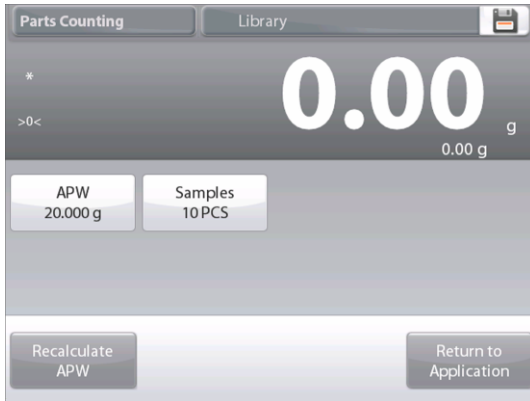 Parts Counting
Library
*
>0<
0.00
g
0.00 g
APW
20.000 g
Samples
10 PCS
Recalculate
APW
Return to
Application